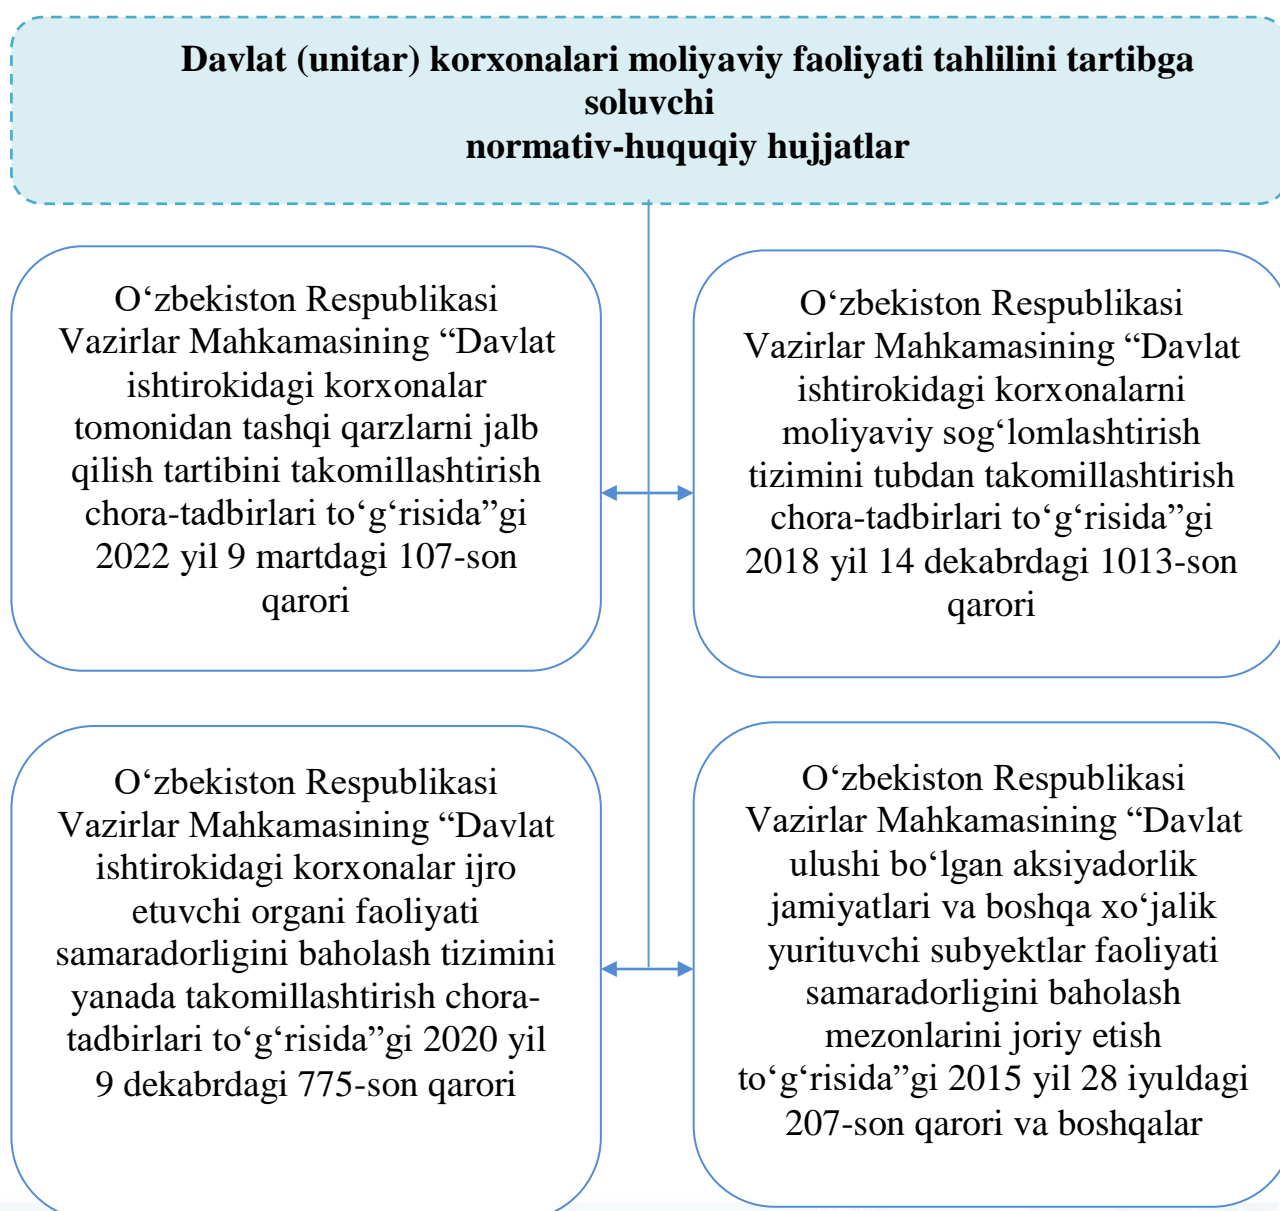 Davlat (unitar) korxonalari moliyaviy faoliyati tahlilini tartibga
soluvchi
normativ-huquqiy hujjatlar
O‘zbekiston Respublikasi
Vazirlar Mahkamasining “Davlat
ishtirokidagi korxonalar
tomonidan tashqi qarzlarni jalb
qilish tartibini takomillashtirish
chora-tadbirlari to‘g‘risida”gi
2022 yil 9 martdagi 107-son
qarori
O‘zbekiston Respublikasi
Vazirlar Mahkamasining “Davlat
ishtirokidagi korxonalarni
moliyaviy sog‘lomlashtirish
tizimini tubdan takomillashtirish
chora-tadbirlari to‘g‘risida”gi
2018 yil 14 dekabrdagi 1013-son
qarori
O‘zbekiston Respublikasi
Vazirlar Mahkamasining “Davlat
ishtirokidagi korxonalar ijro
etuvchi organi faoliyati
samaradorligini baholash tizimini
yanada takomillashtirish chora-
tadbirlari to‘g‘risida”gi 2020 yil
9 dekabrdagi 775-son qarori
O‘zbekiston Respublikasi
Vazirlar Mahkamasining “Davlat
ulushi bo‘lgan aksiyadorlik
jamiyatlari va boshqa xo‘jalik
yurituvchi subyektlar faoliyati
samaradorligini baholash
mezonlarini joriy etish
to‘g‘risida”gi 2015 yil 28 iyuldagi
207-son qarori va boshqalar